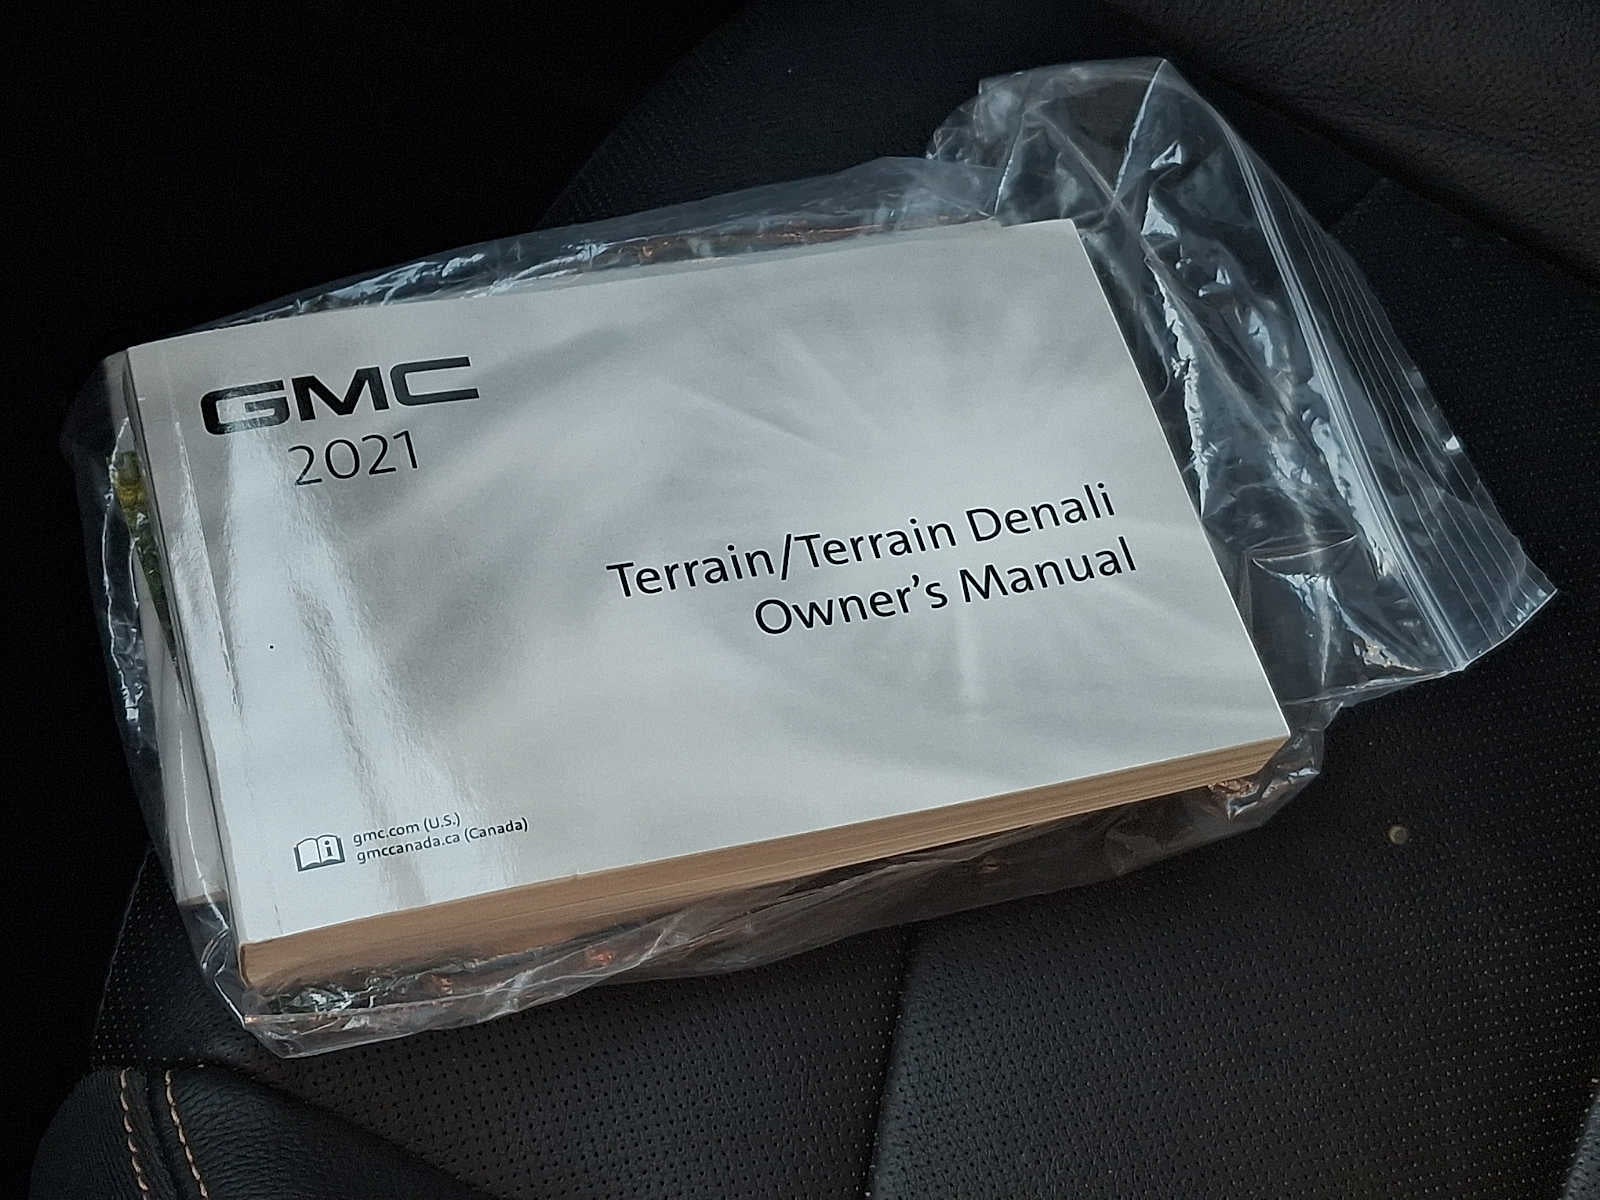 GMC
2021
Terrain/Terrain Denali
Owner's Manual
gmc.com (U.S.)
gmccanada.ca (Canada)